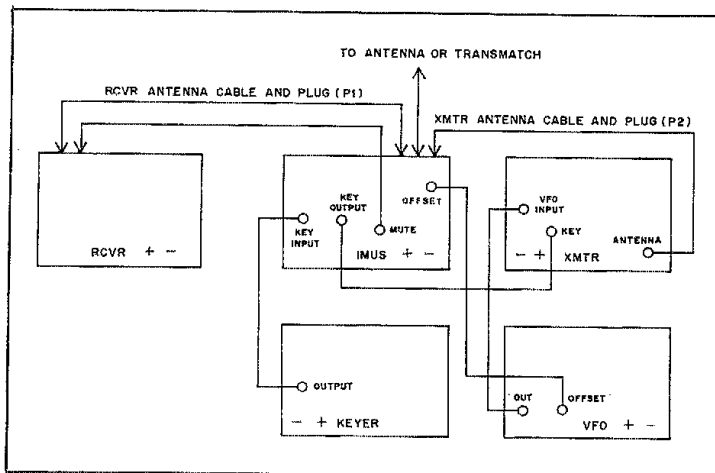 TO ANTENNA OR TRANSMATCH
RCVR ANTENNA CABLE AND PLUG (P1)
XMTR ANTENNA CABLE AND PLUG (P2)
RCVR + -
KEY INPUT
KEY OUTPUT
MUTE
OFFSET
IMUS + -
VFO INPUT
KEY
ANTENNA
- + XMTR
OUTPUT
- + KEYER
OUT
OFFSET
VFO + -